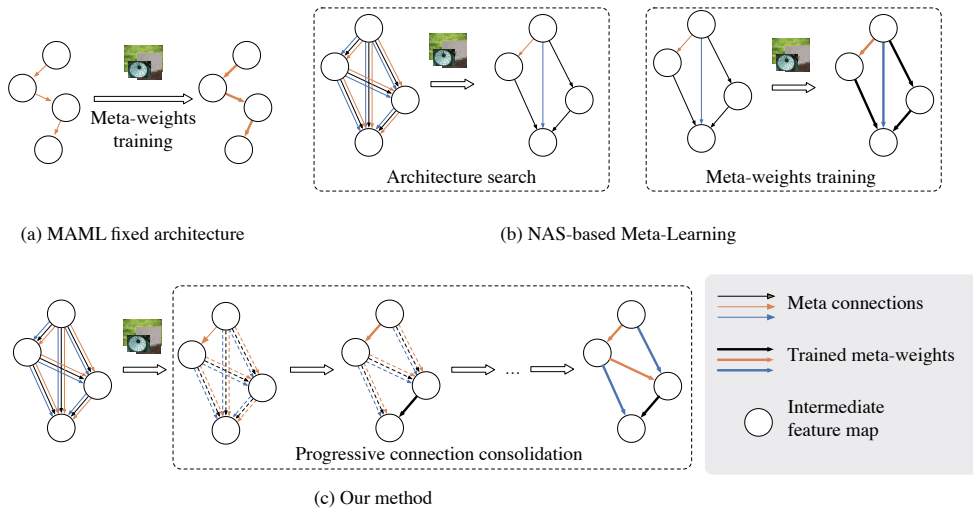 Meta-weights
training
(a) MAML fixed architecture
Architecture search
Meta-weights training
(b) NAS-based Meta-Learning
...
Progressive connection consolidation
(c) Our method
Meta connections
Trained meta-weights
Intermediate
feature map